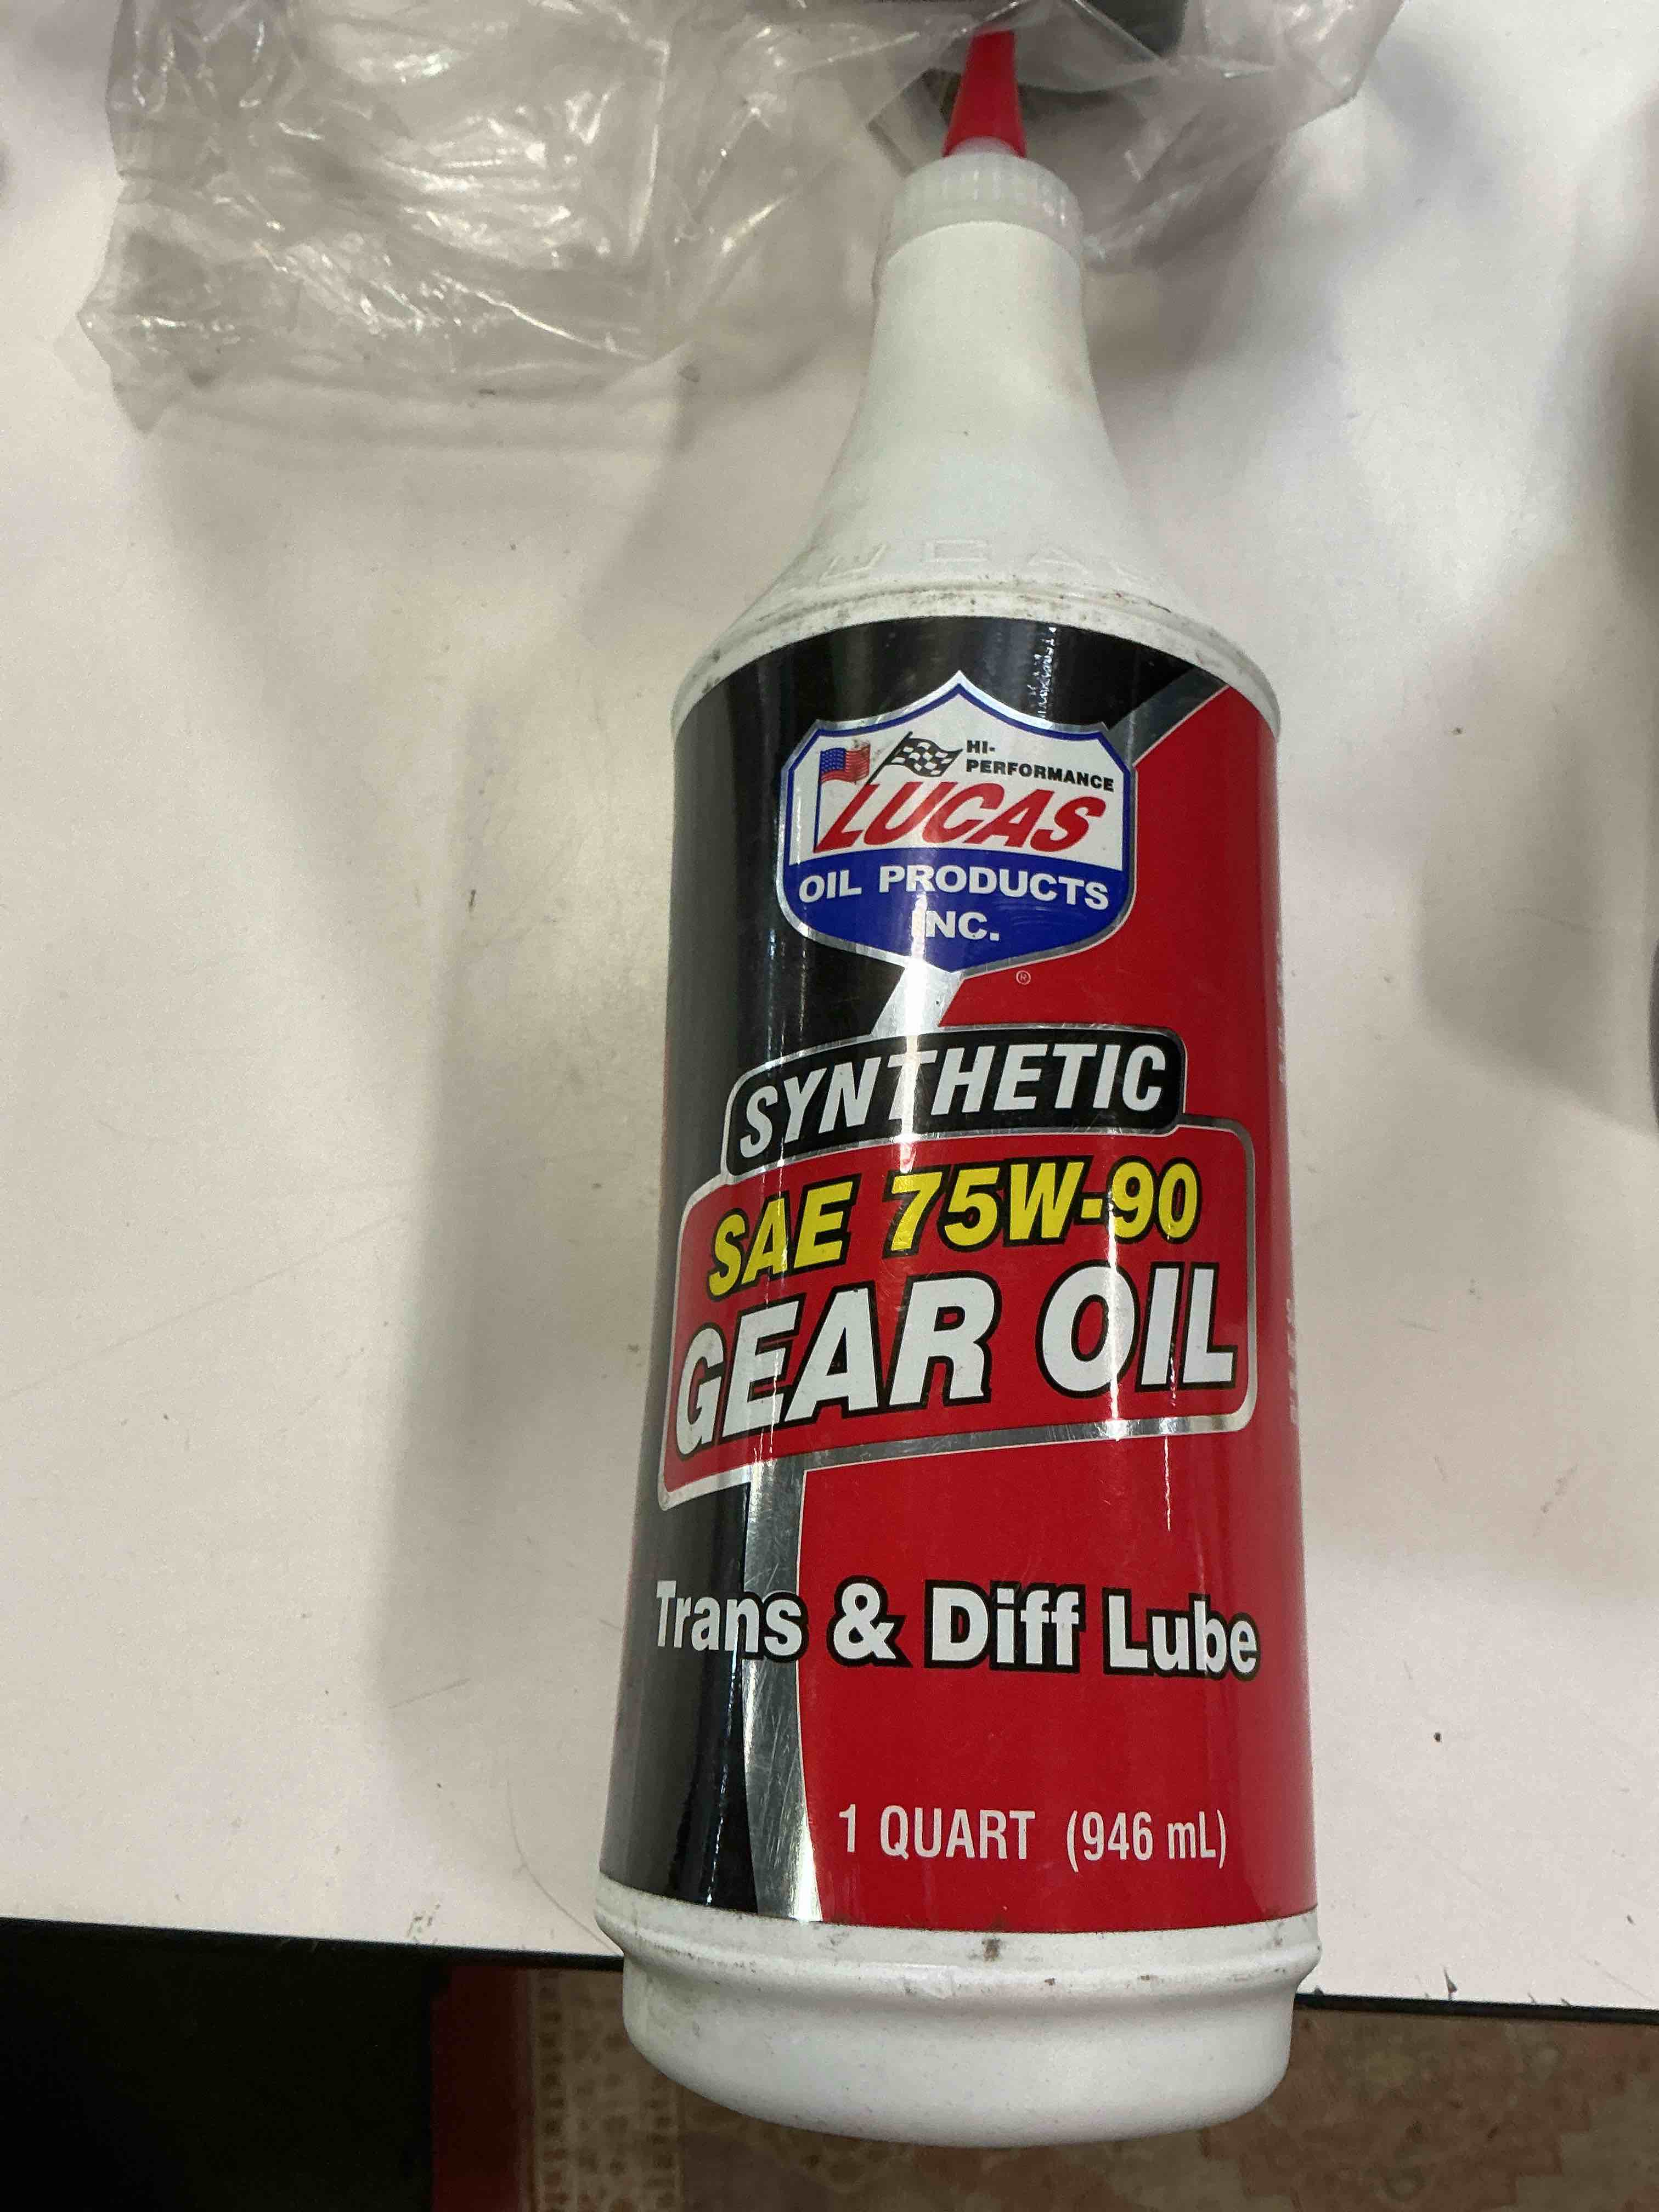 LUCAS
HI-
PERFORMANCE
LUCAS
OIL PRODUCTS
INC.
®
SYNTHETIC
SAE 75W-90
GEAR OIL
Trans & Diff Lube
1 QUART (946 mL)